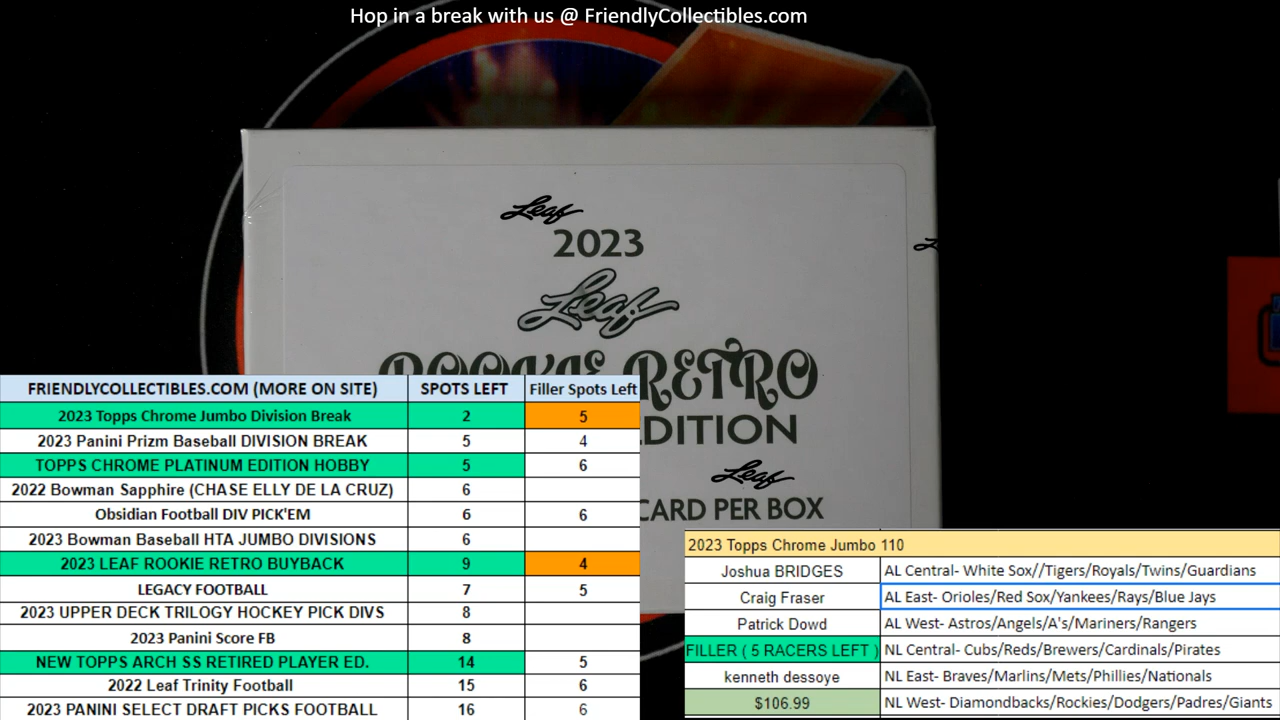 Hop in a break with us @ FriendlyCollectibles.com
Leaf
2023
Leaf
ROOKIE RETRO
EDITION
Leaf
CARD PER BOX
FRIENDLYCOLLECTIBLES.COM (MORE ON SITE) SPOTS LEFT Filler Spots Left
2023 Topps Chrome Jumbo Division Break 2 5
2023 Panini Prizm Baseball DIVISION BREAK 5 4
TOPPS CHROME PLATINUM EDITION HOBBY 5 6
2022 Bowman Sapphire (CHASE ELLY DE LA CRUZ) 6
Obsidian Football DIV PICK'EM 6 6
2023 Bowman Baseball HTA JUMBO DIVISIONS 6
2023 LEAF ROOKIE RETRO BUYBACK 9 4
LEGACY FOOTBALL 7 5
2023 UPPER DECK TRILOGY HOCKEY PICK DIVS 8
2023 Panini Score FB 8
NEW TOPPS ARCH SS RETIRED PLAYER ED. 14 5
2022 Leaf Trinity Football 15 6
2023 PANINI SELECT DRAFT PICKS FOOTBALL 16 6
2023 Topps Chrome Jumbo 110
Joshua BRIDGES AL Central- White Sox//Tigers/Royals/Twins/Guardians
Craig Fraser AL East- Orioles/Red Sox/Yankees/Rays/Blue Jays
Patrick Dowd AL West- Astros/Angels/A's/Mariners/Rangers
FILLER ( 5 RACERS LEFT ) NL Central- Cubs/Reds/Brewers/Cardinals/Pirates
kenneth dessoye NL East- Braves/Marlins/Mets/Phillies/Nationals
$106.99 NL West- Diamondbacks/Rockies/Dodgers/Padres/Giants